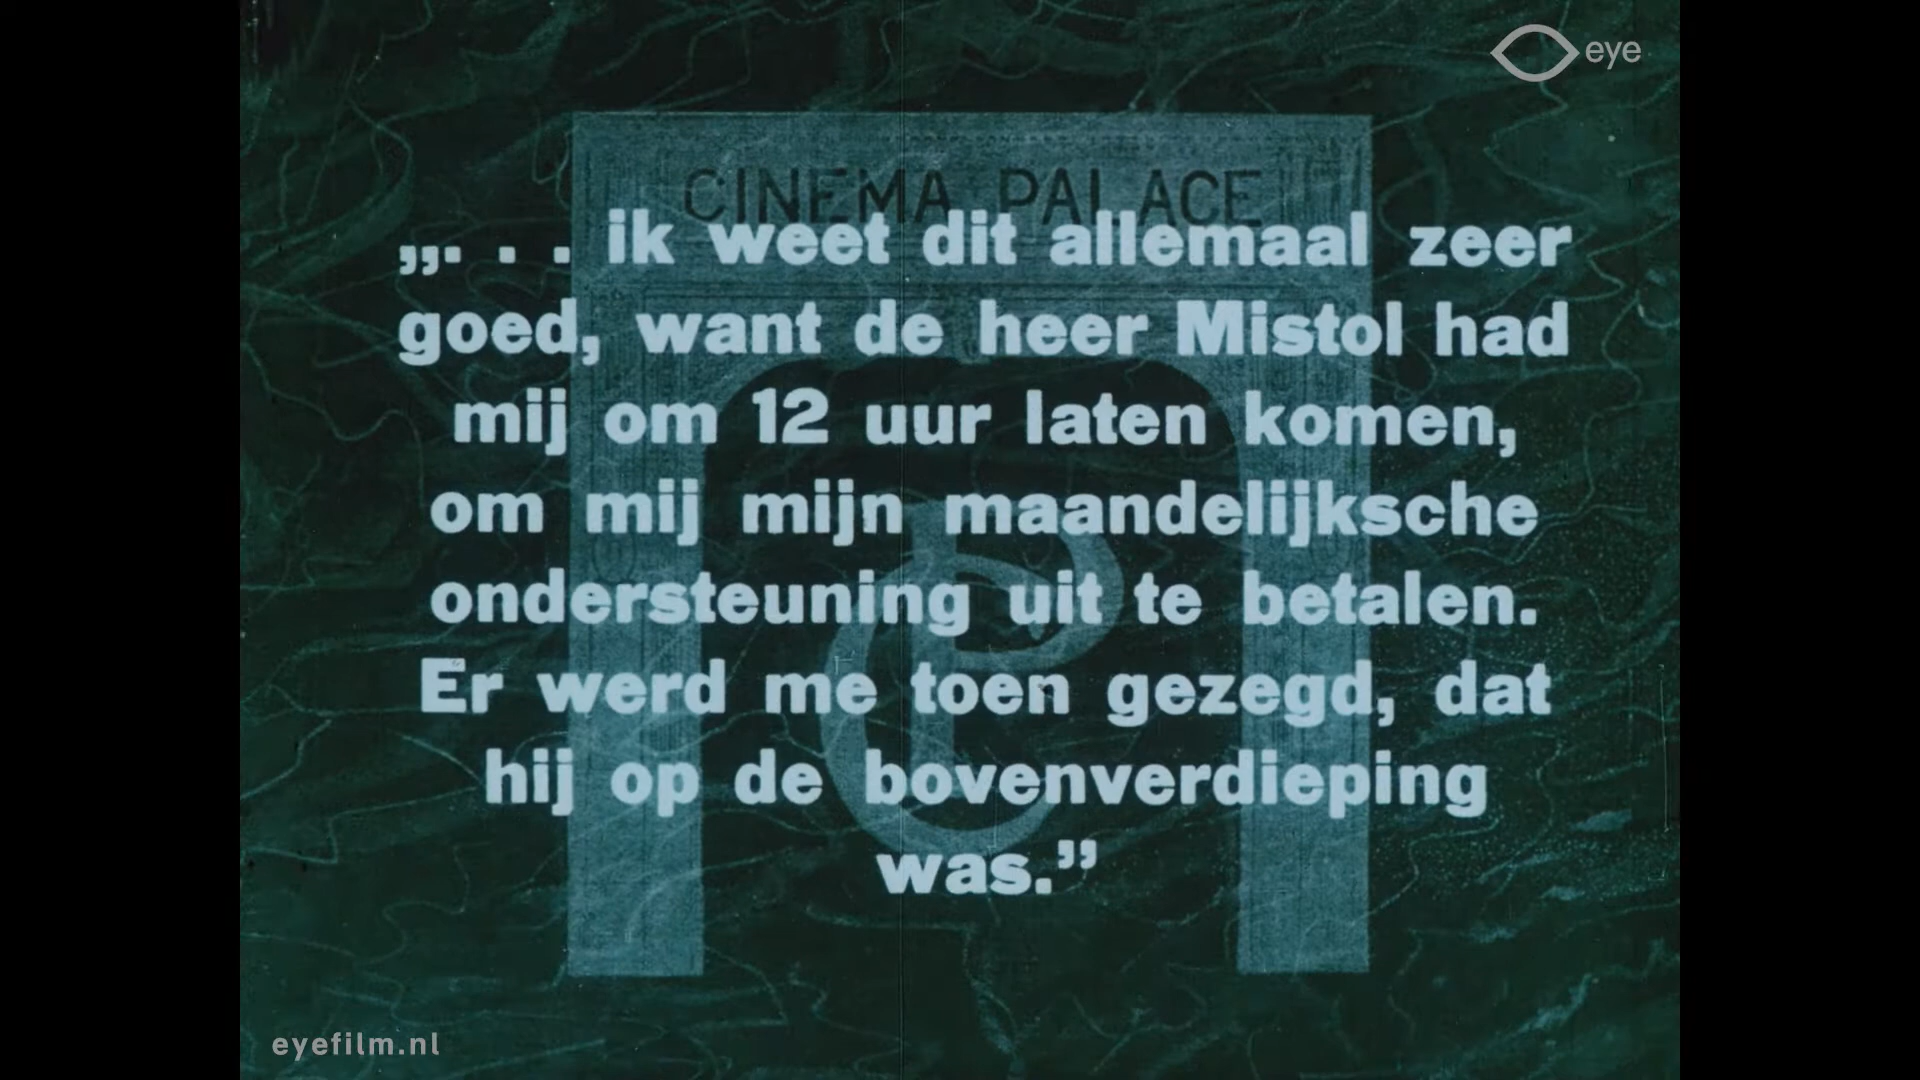 eye
CINEMA PALACE
„. . . ik weet dit allemaal zeer
goed, want de heer Mistol had
mij om 12 uur laten komen,
om mij mijn maandelijksche
ondersteuning uit te betalen.
Er werd me toen gezegd, dat
hij op de bovenverdieping
was.”
eyefilm.nl